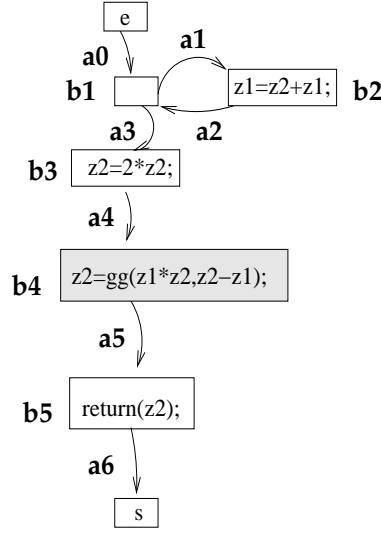 e
a0
a1
b1
z1=z2+z1;
b2
a3
a2
b3
z2=2*z2;
a4
b4
z2=gg(z1*z2,z2−z1);
a5
b5
return(z2);
a6
s